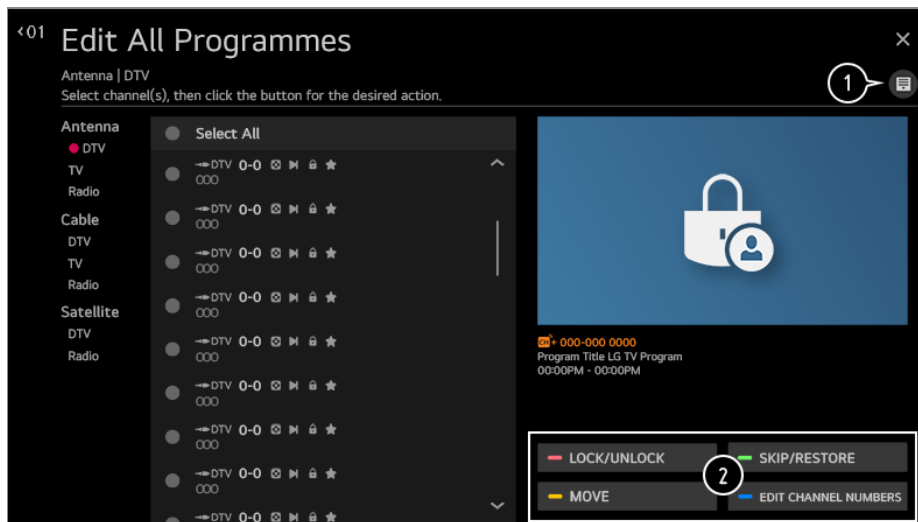 ‹01 Edit All Programmes
Antenna | DTV
Select channel(s), then click the button for the desired action.
1
Antenna
DTV
TV
Radio
Cable
DTV
TV
Radio
Satellite
DTV
Radio
Select All
DTV 0-0
000
DTV 0-0
000
DTV 0-0
000
DTV 0-0
000
DTV 0-0
000
DTV 0-0
000
DTV 0-0
000
DTV 0-0
000
DTV 0-0
CH+ 000-000 0000
Program Title LG TV Program
00:00PM - 00:00PM
LOCK/UNLOCK
SKIP/RESTORE
2
MOVE
EDIT CHANNEL NUMBERS